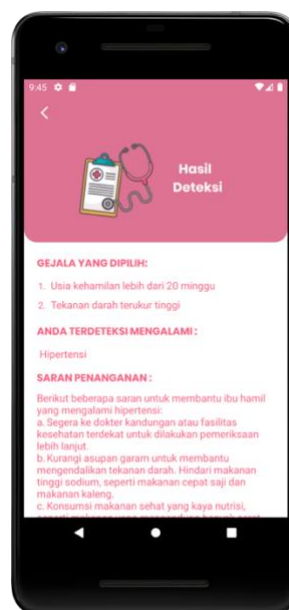 9:45
Hasil
Deteksi
GEJALA YANG DIPILIH:
1. Usia kehamilan lebih dari 20 minggu
2. Tekanan darah terukur tinggi
ANDA TERDETEKSI MENGALAMI :
Hipertensi
SARAN PENANGANAN :
Berikut beberapa saran untuk membantu ibu hamil
yang mengalami hipertensi:
a. Segera ke dokter kandungan atau fasilitas
kesehatan terdekat untuk dilakukan pemeriksaan
lebih lanjut.
b. Kurangi asupan garam untuk membantu
mengendalikan tekanan darah. Hindari makanan
tinggi sodium, seperti makanan cepat saji dan
makanan kaleng.
c. Konsumsi makanan sehat yang kaya nutrisi,